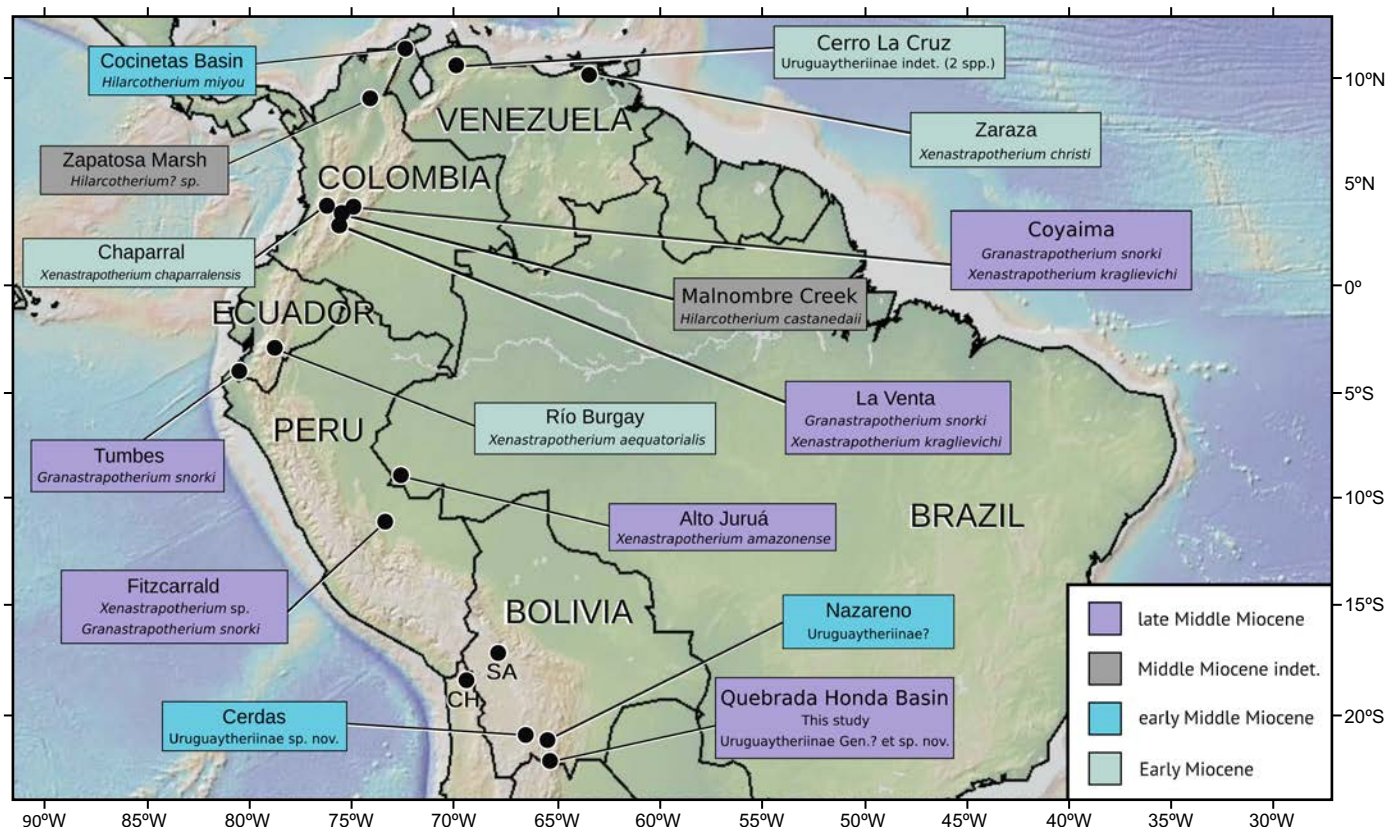 Cocinetas Basin
Hilarcotherium miyou
Cerro La Cruz
Uruguaytheriinae indet. (2 spp.)
10ºN
VENEZUELA
Zaraza
Xenastrapotherium christi
Zapatosa Marsh
Hilarcotherium? sp.
COLOMBIA
5ºN
Coyaima
Granastrapotherium snorki
Xenastrapotherium kraglievichi
Chaparral
Xenastrapotherium chaparralensis
0º
Malnombre Creek
Hilarcotherium castanedaii
ECUADOR
La Venta
Granastrapotherium snorki
Xenastrapotherium kraglievichi
5ºS
Río Burgay
Xenastrapotherium aequatorialis
PERU
Tumbes
Granastrapotherium snorki
10ºS
Alto Juruá
Xenastrapotherium amazonense
BRAZIL
Fitzcarrald
Xenastrapotherium sp.
Granastrapotherium snorki
BOLIVIA
Nazareno
Uruguaytheriinae?
15ºS
SA
CH
Quebrada Honda Basin
This study
Uruguaytheriinae Gen.? et sp. nov.
Cerdas
Uruguaytheriinae sp. nov.
20ºS
late Middle Miocene
Middle Miocene indet.
early Middle Miocene
Early Miocene
90ºW 85ºW 80ºW 75ºW 70ºW 65ºW 60ºW 55ºW 50ºW 45ºW 40ºW 35ºW 30ºW